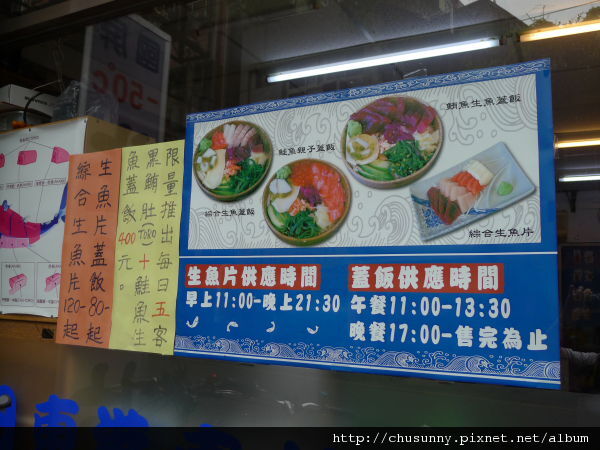 鮪魚生魚蓋飯
鮭魚親子蓋飯
綜合生魚蓋飯
綜合生魚片
生魚片供應時間
早上11:00-晚上21:30
蓋飯供應時間
午餐11:00-13:30
晚餐17:00-售完為止
限量推出每日五客
黑鮪肚(TORO)+鮭魚生
魚蓋飯400元。
生魚片蓋飯80-起
綜合生魚片120-起
-50°C
http://chusunny.pixnet.net/album